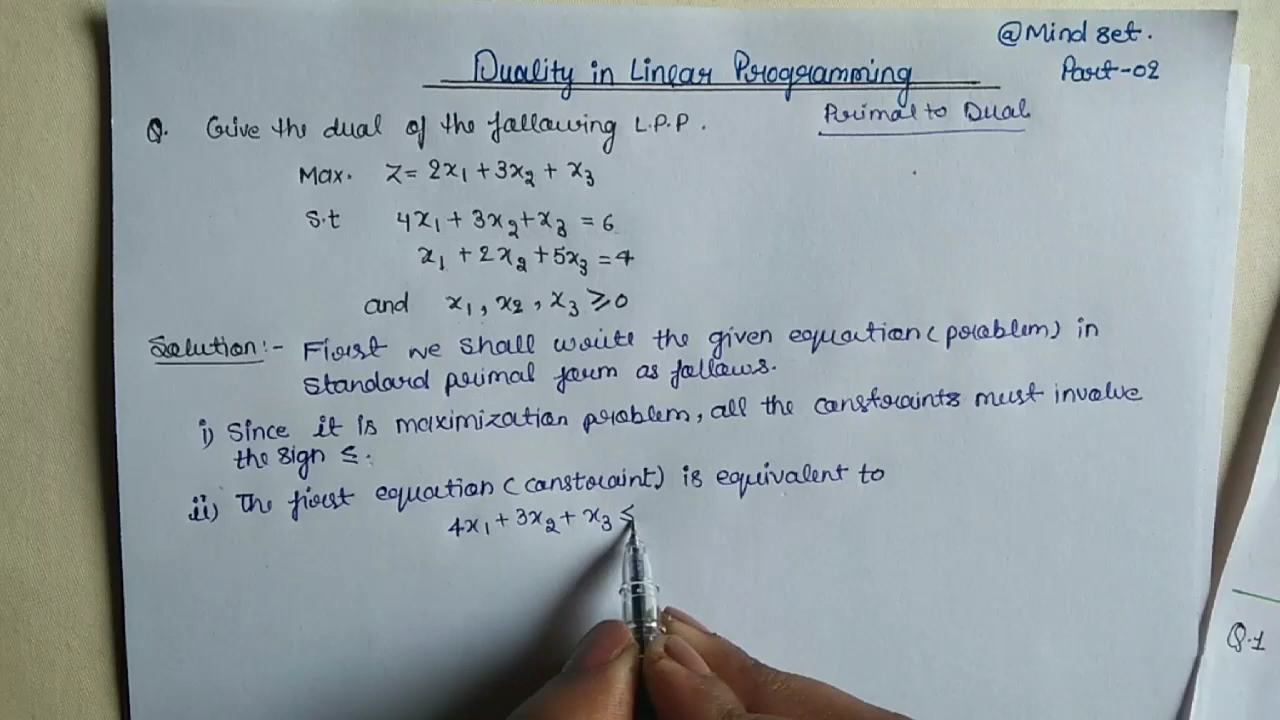 @Mind set.
Part-02
Duality in Linear Programming
Primal to Dual
Q. Give the dual of the following L.P.P.
Max. Z = 2x₁ + 3x₂ + x₃
S.t 4x₁ + 3x₂ + x₃ = 6
x₁ + 2x₂ + 5x₃ = 4
and x₁, x₂, x₃ ≥ 0
Solution:- First we shall write the given equation (problem) in
standard primal form as follows.
i) Since it is maximization problem, all the constraints must involve
the sign ≤.
ii) The first equation (constraint) is equivalent to
4x₁ + 3x₂ + x₃ ≤
Q.1